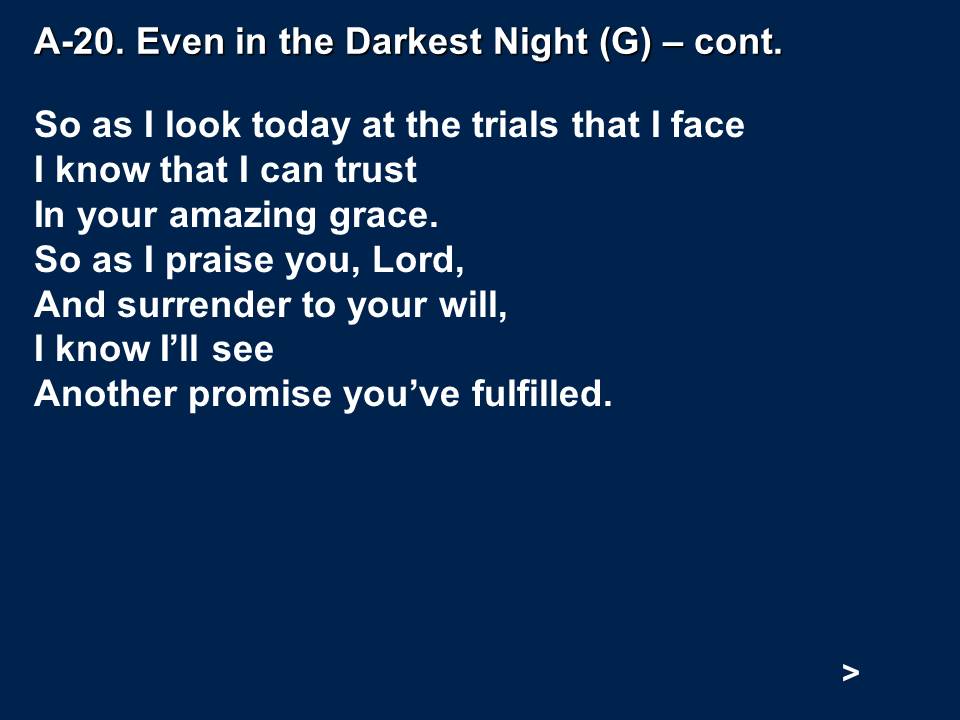 A-20. Even in the Darkest Night (G) – cont.
So as I look today at the trials that I face
I know that I can trust
In your amazing grace.
So as I praise you, Lord,
And surrender to your will,
I know I’ll see
Another promise you’ve fulfilled.
>